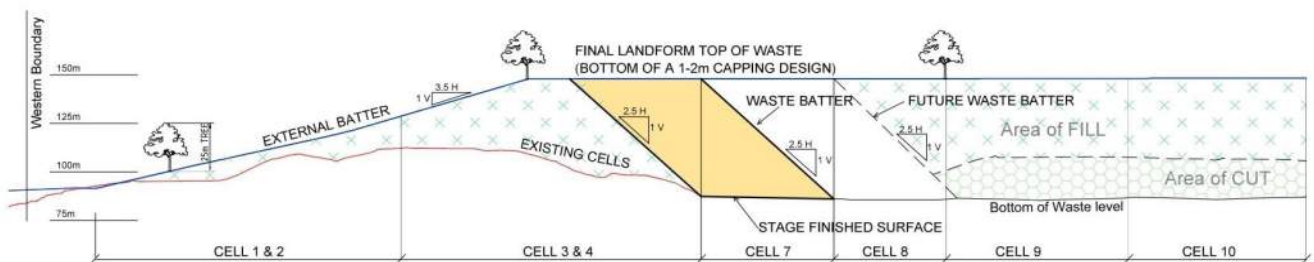 Western Boundary
150m
125m
100m
75m
25m TREE
EXTERNAL BATTER
3.5 H
1 V
FINAL LANDFORM TOP OF WASTE
(BOTTOM OF A 1-2m CAPPING DESIGN)
2.5 H
1 V
EXISTING CELLS
WASTE BATTER
2.5 H
1 V
STAGE FINISHED SURFACE
FUTURE WASTE BATTER
2.5 H
1 V
Area of FILL
Area of CUT
Bottom of Waste level
CELL 1 & 2
CELL 3 & 4
CELL 7
CELL 8
CELL 9
CELL 10